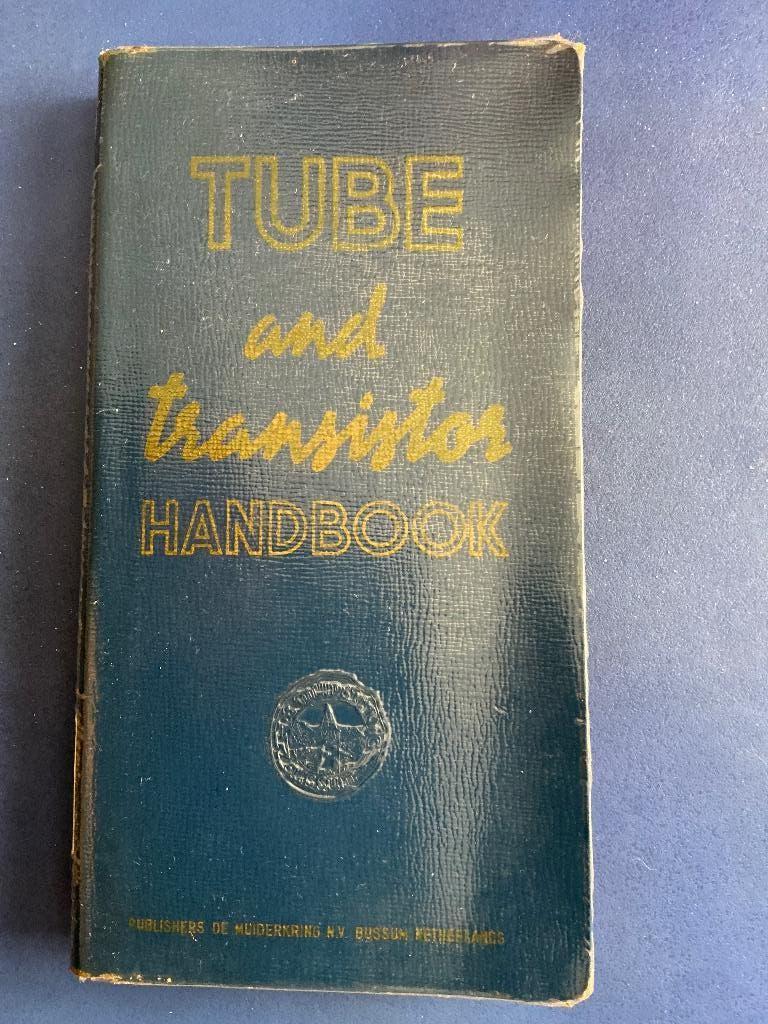 TUBE
and
transistor
HANDBOOK
PUBLISHERS DE MUIDERKRING N.V. BUSSUM NETHERLANDS